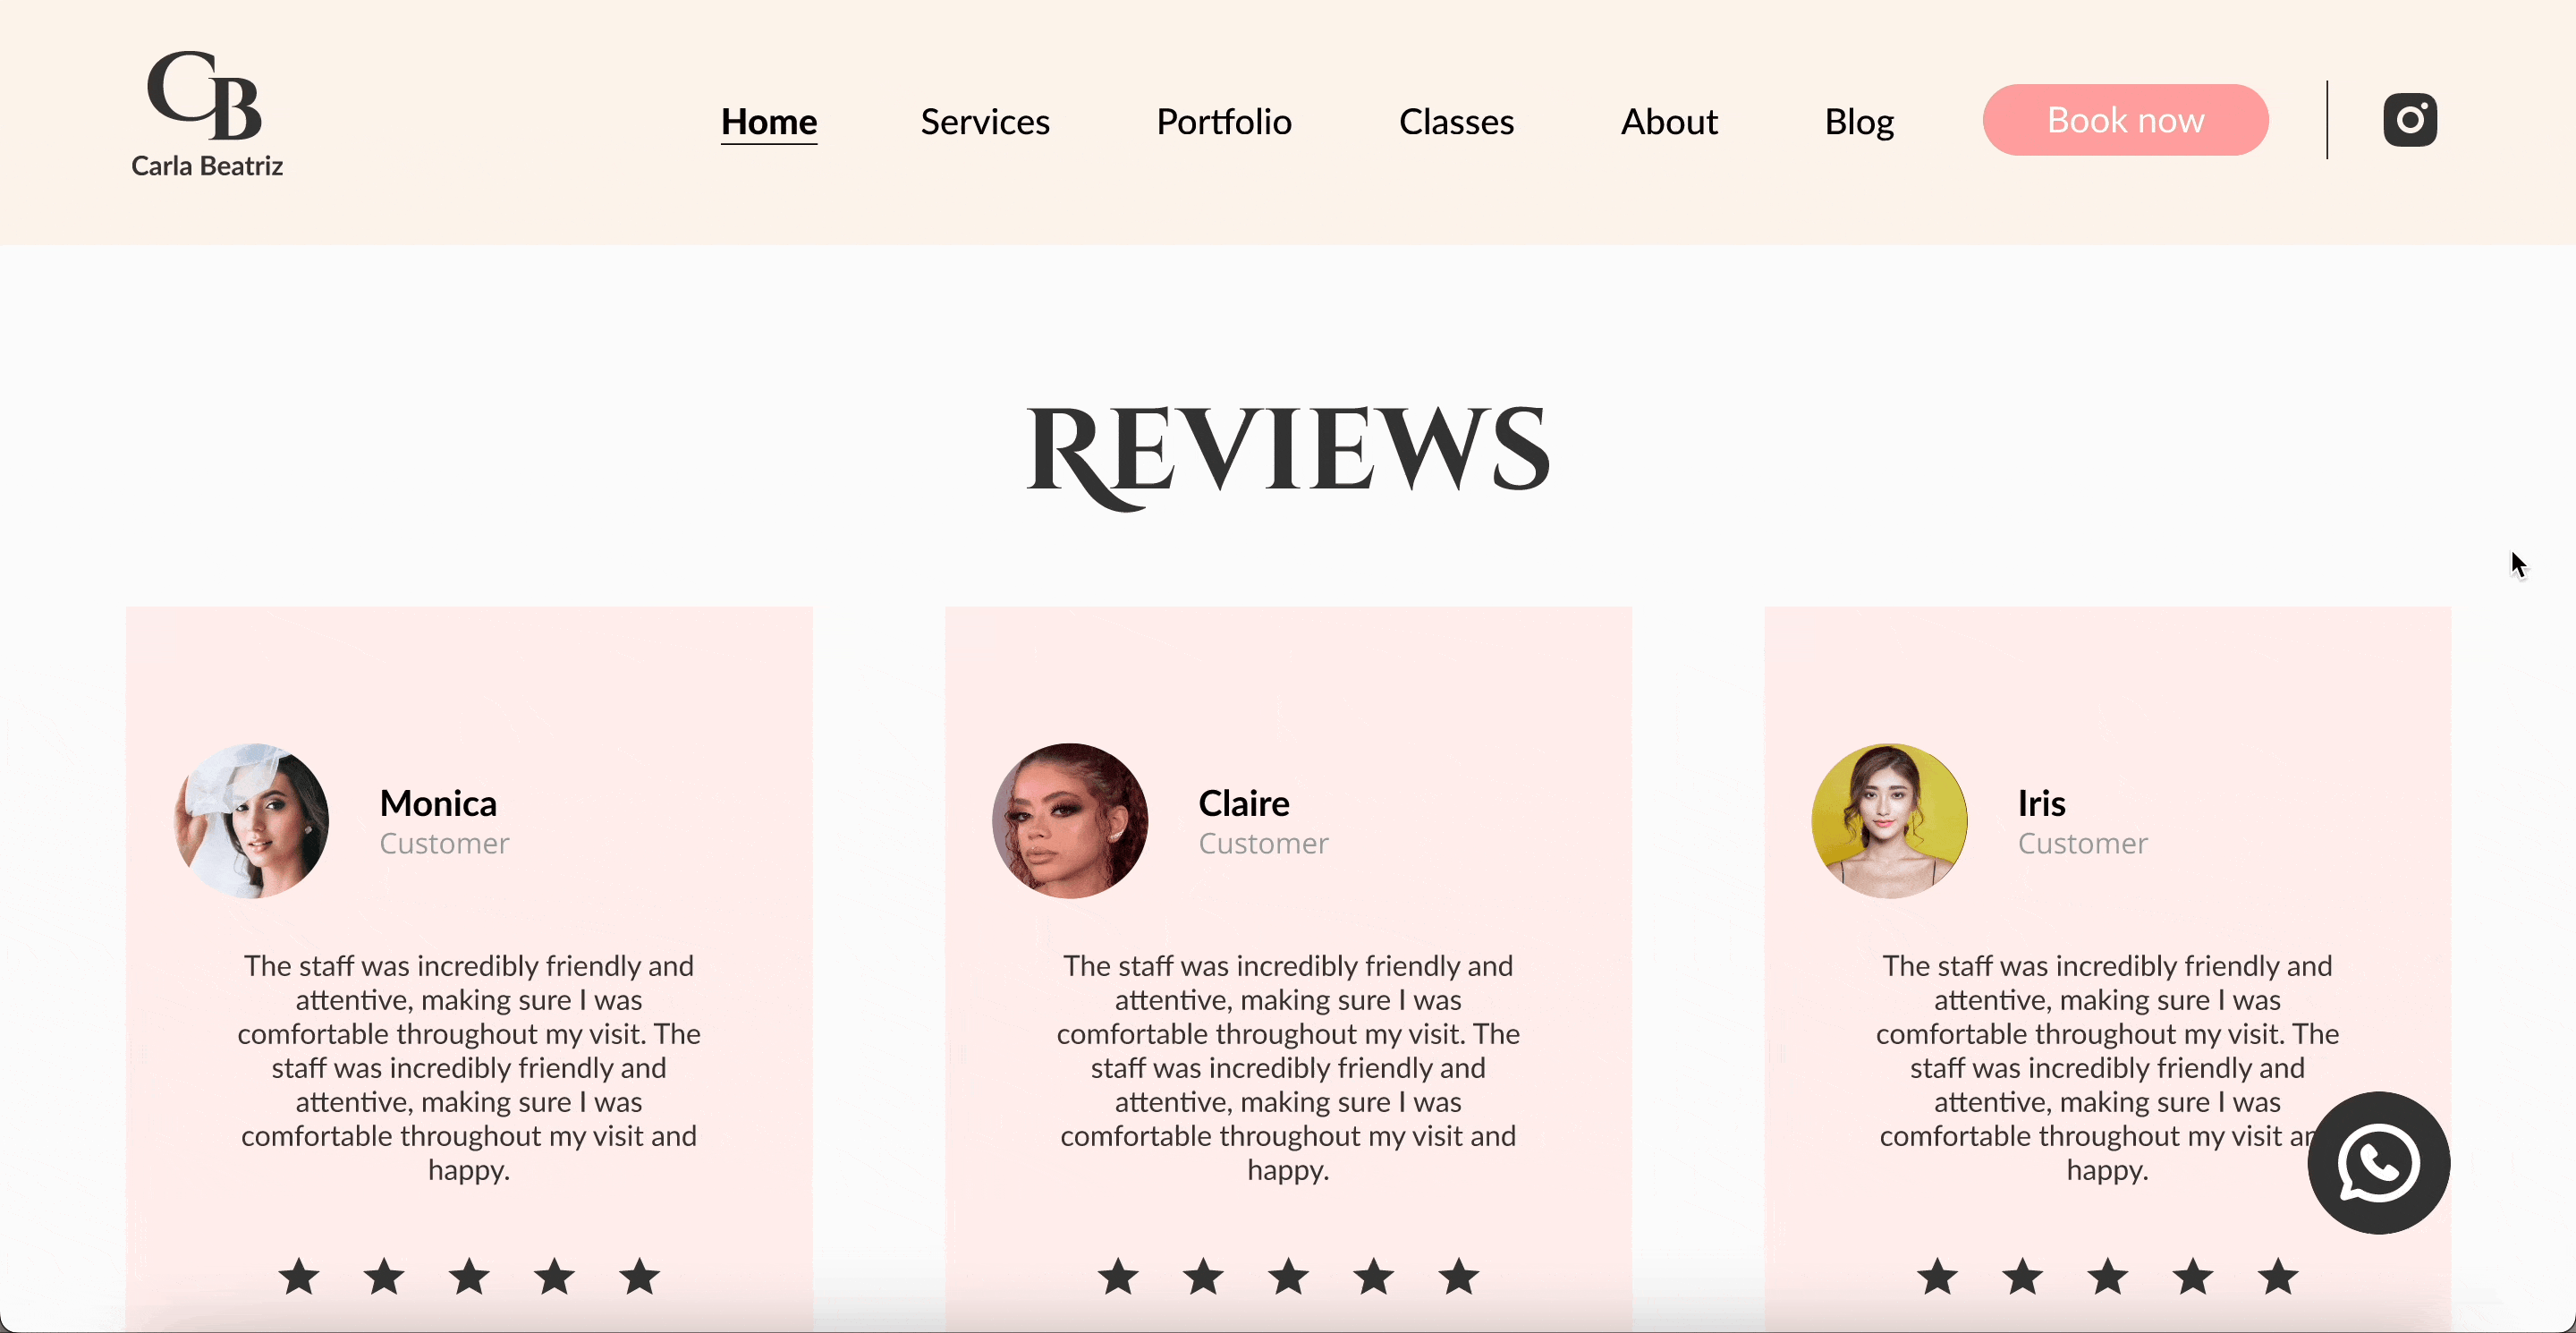 CB
Carla Beatriz
Home
Services
Portfolio
Classes
About
Blog
Book now
REVIEWS
Monica
Customer
The staff was incredibly friendly and
attentive, making sure I was
comfortable throughout my visit. The
staff was incredibly friendly and
attentive, making sure I was
comfortable throughout my visit and
happy.
Claire
Customer
The staff was incredibly friendly and
attentive, making sure I was
comfortable throughout my visit. The
staff was incredibly friendly and
attentive, making sure I was
comfortable throughout my visit and
happy.
Iris
Customer
The staff was incredibly friendly and
attentive, making sure I was
comfortable throughout my visit. The
staff was incredibly friendly and
attentive, making sure I was
comfortable throughout my visit
happy.